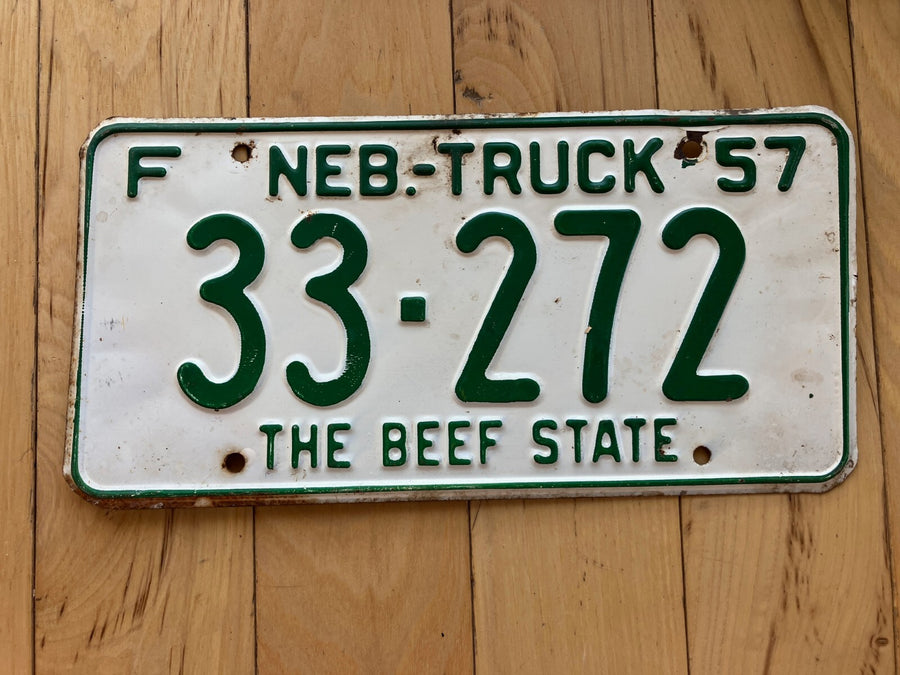 F NEB.-TRUCK 57
33-272
THE BEEF STATE